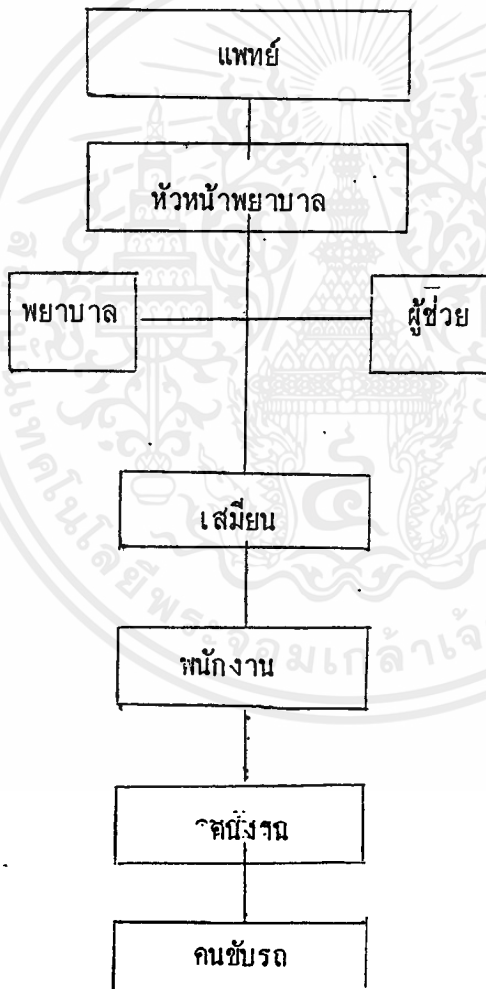 แพทย์
หัวหน้าพยาบาล
พยาบาล
ผู้ช่วย
เสมียน
พนักงาน
คนขับรถ